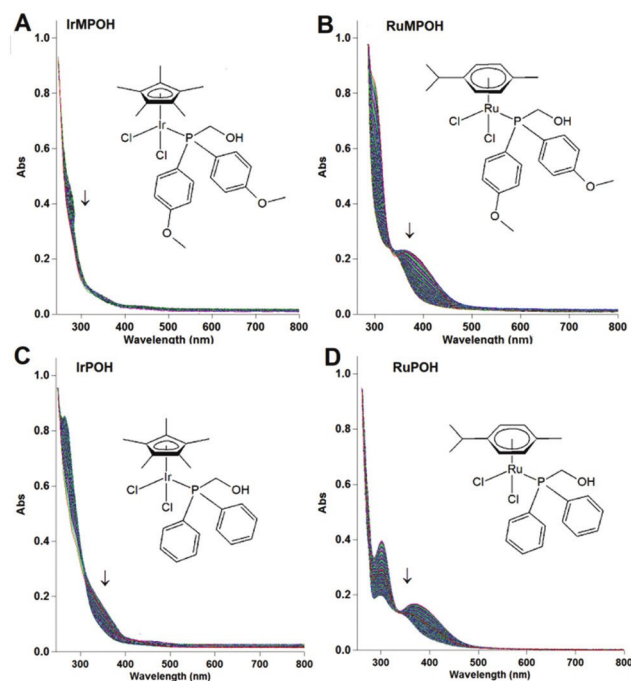 A IrMPOH
1.0
0.8
0.6
0.4
0.2
0.0
Abs
Ir
Cl
P
OH
Cl
O
O
↓
300 400 500 600 700 800
Wavelength (nm)
B RuMPOH
1.0
0.8
0.6
0.4
0.2
0.0
Abs
Ru
Cl
P
OH
Cl
O
O
↓
300 400 500 600 700 800
Wavelength (nm)
C IrPOH
1.0
0.8
0.6
0.4
0.2
0.0
Abs
Ir
Cl
P
OH
Cl
↓
300 400 500 600 700 800
Wavelength (nm)
D RuPOH
1.0
0.8
0.6
0.4
0.2
0.0
Abs
Ru
Cl
P
OH
Cl
↓
300 400 500 600 700 800
Wavelength (nm)